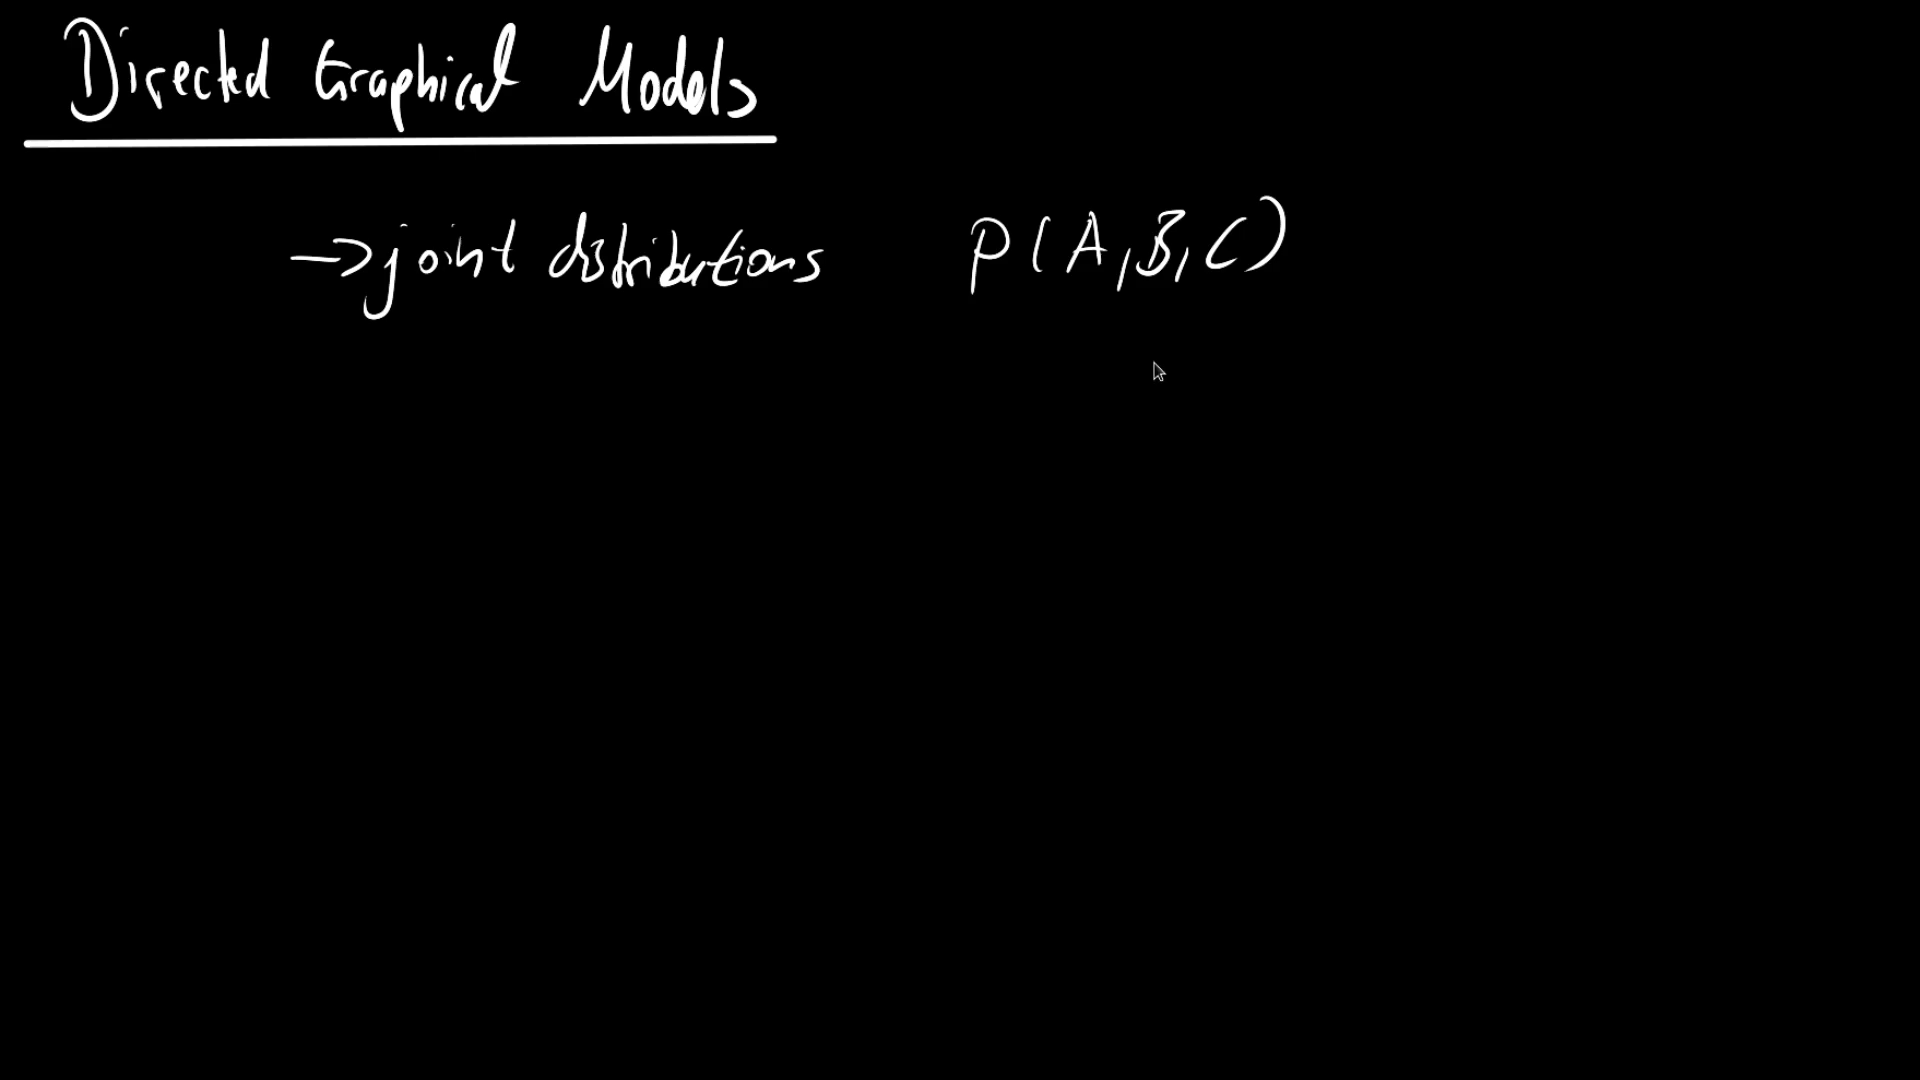 Directed Graphical Models
→ joint distributions p(A,B,C)